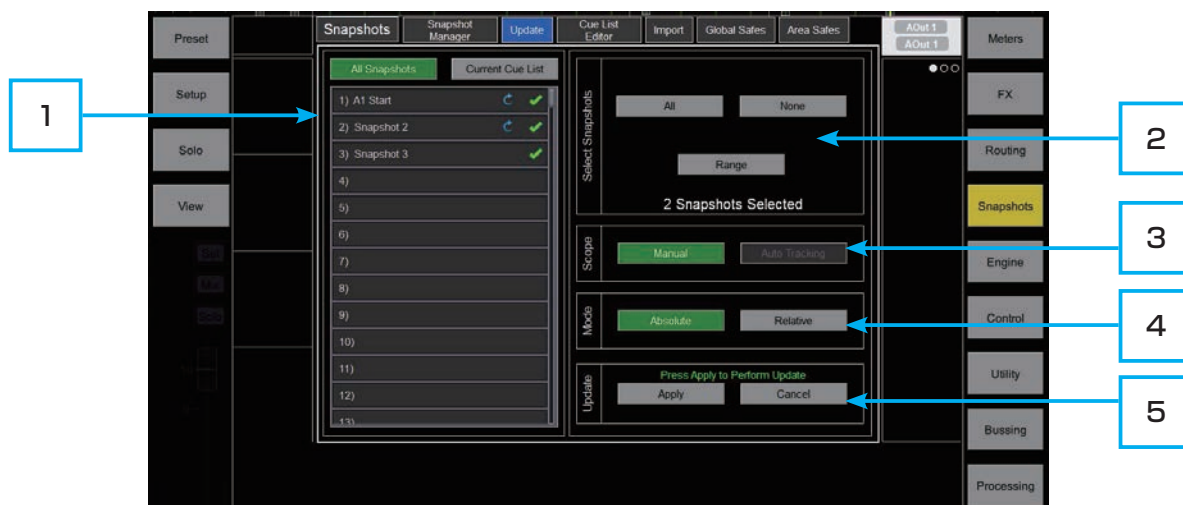 Preset
Setup
Solo
View
Snapshots
Snapshot
Manager
Update
Cue List
Editor
Import
Global Safes
Area Safes
AOut 1
AOut 1
Meters
FX
Routing
Snapshots
Engine
Control
Utility
Bussing
Processing
All Snapshots
Current Cue List
1) A1 Start
2) Snapshot 2
3) Snapshot 3
4)
5)
6)
7)
8)
9)
10)
11)
12)
13)
Select Snapshots
All
None
Range
2 Snapshots Selected
Scope
Manual
Auto Tracking
Mode
Absolute
Relative
Update
Press Apply to Perform Update
Apply
Cancel
1
2
3
4
5